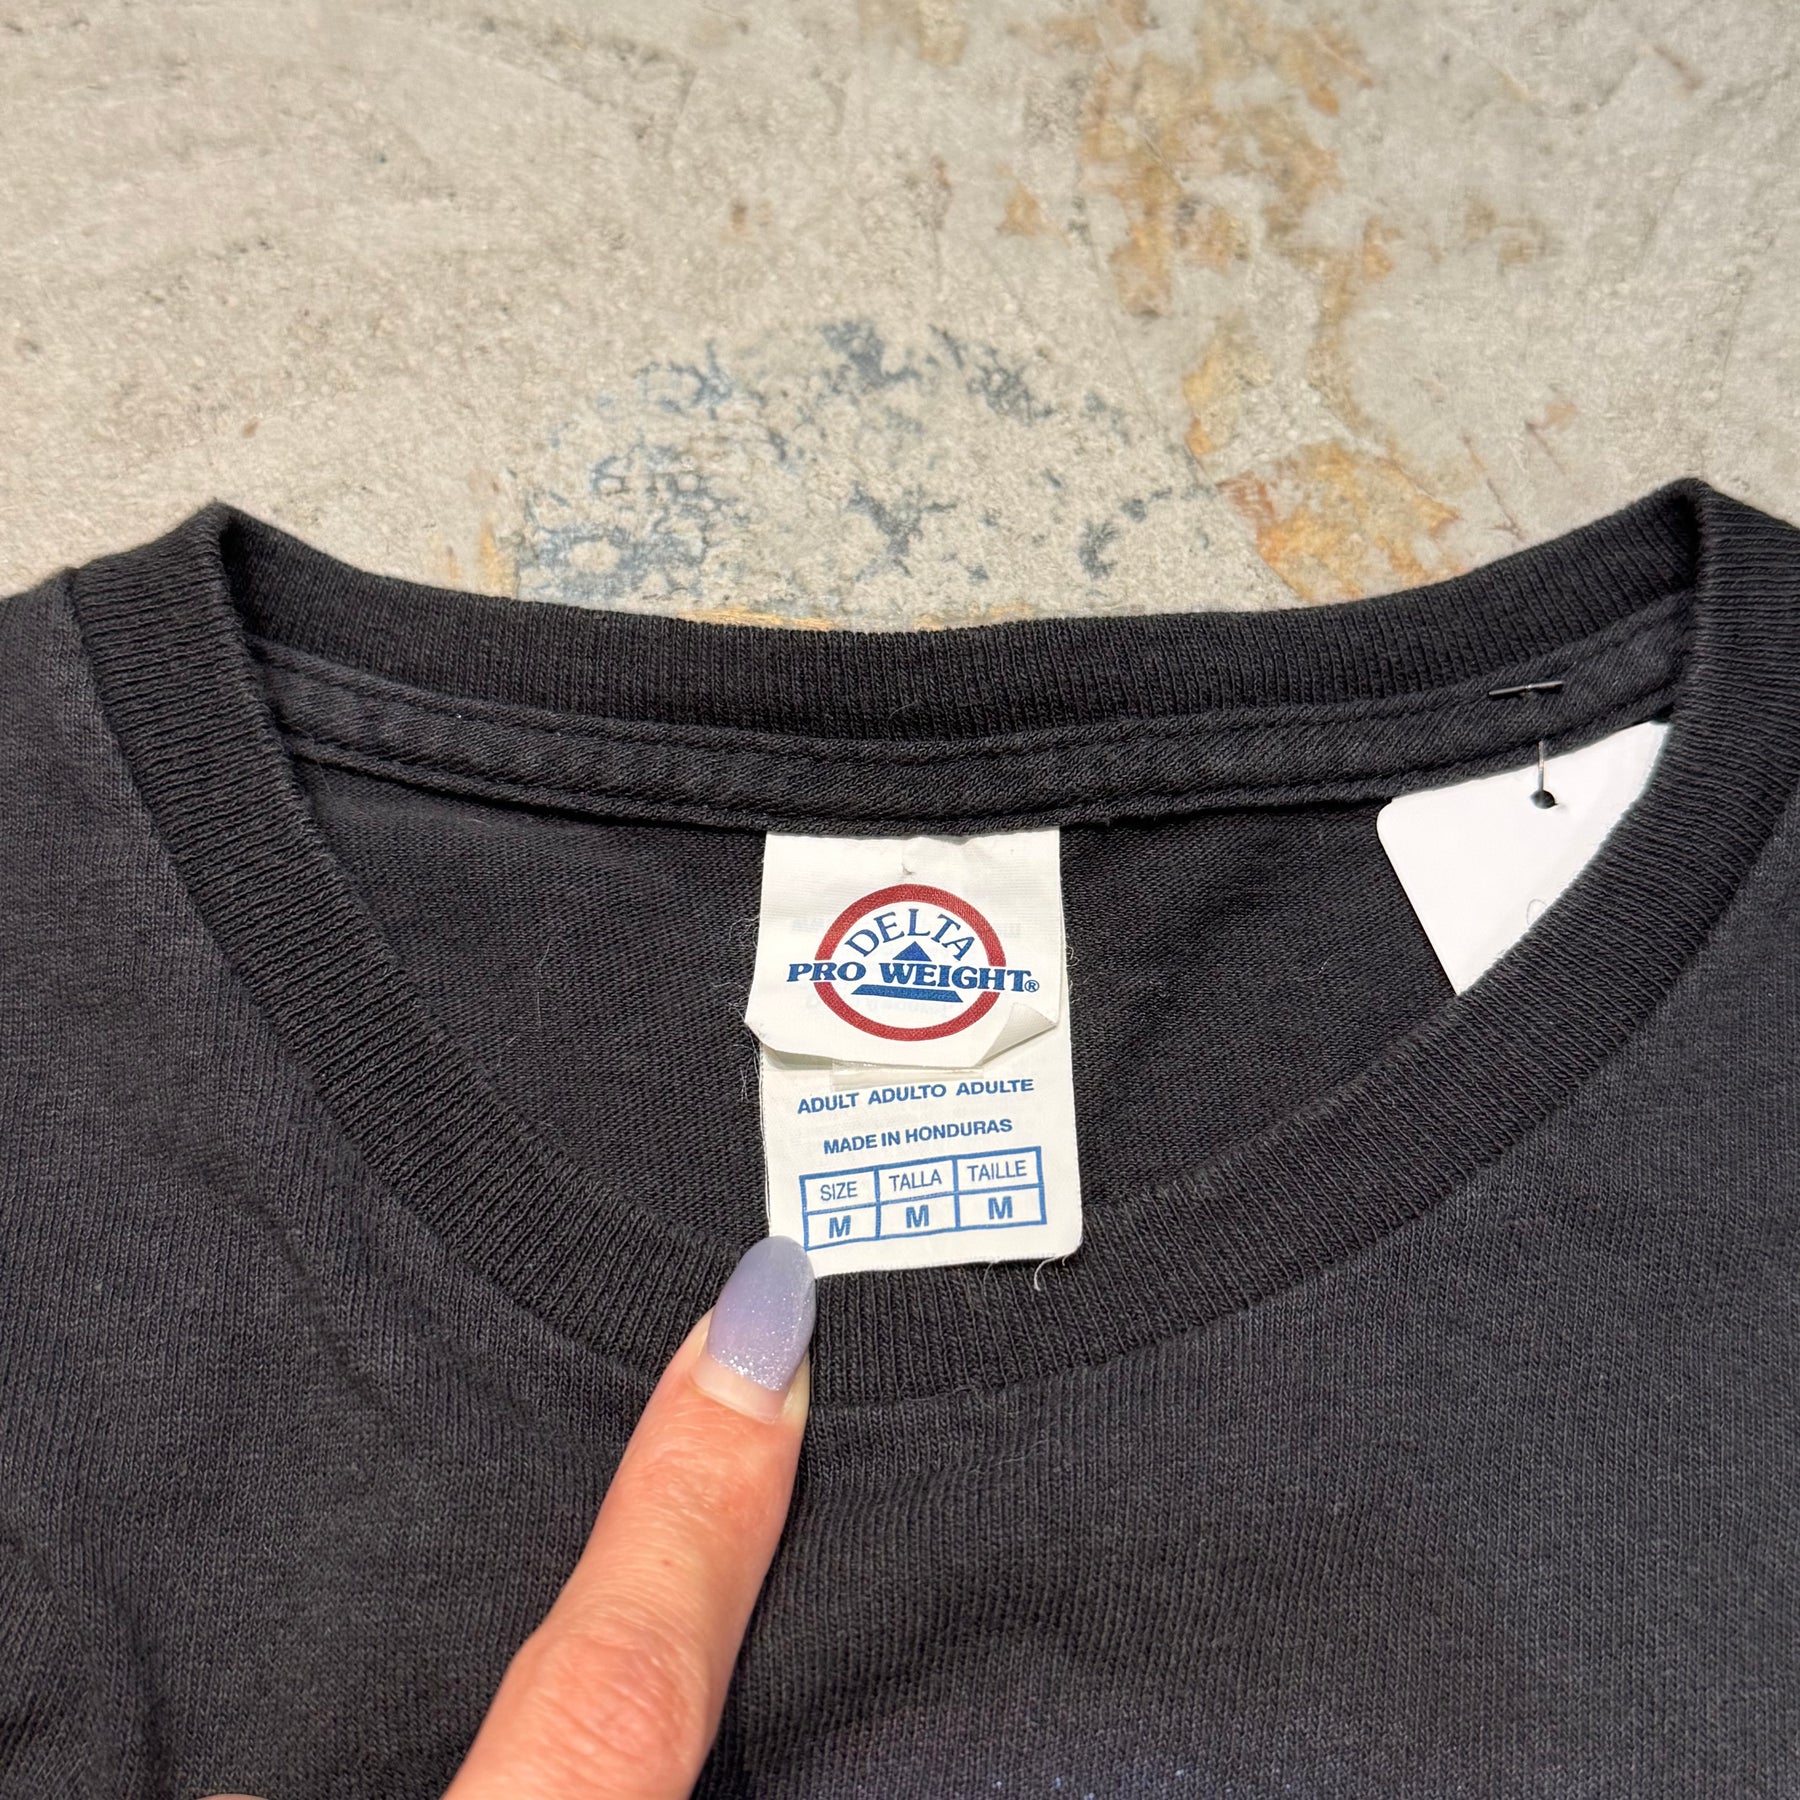 DELTA
PRO WEIGHT®
ADULT ADULTO ADULTE
MADE IN HONDURAS
SIZE TALLA TAILLE
M M M